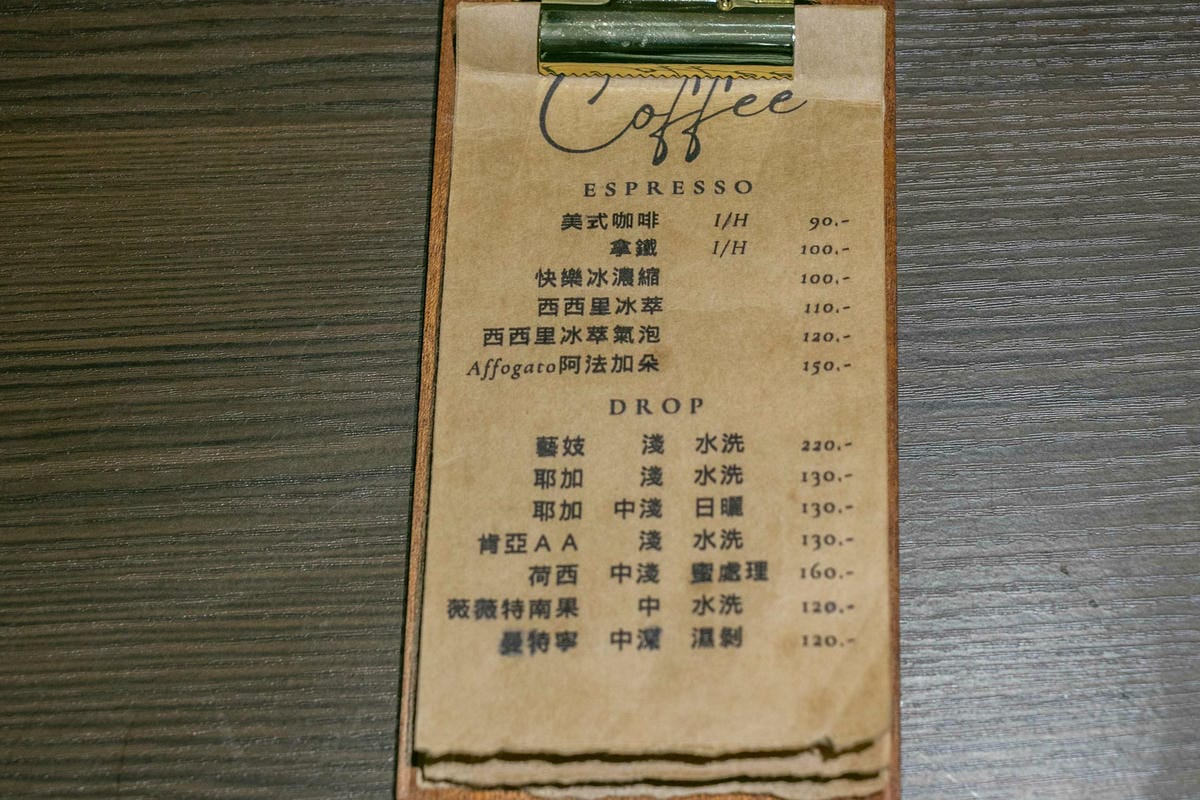 Coffee
ESPRESSO
美式咖啡 I/H 90.-
拿鐵 I/H 100.-
快樂冰濃縮 100.-
西西里冰萃 110.-
西西里冰萃氣泡 120.-
Affogato阿法加朵 150.-
DROP
藝妓 淺 水洗 220.-
耶加 淺 水洗 130.-
耶加 中淺 日曬 130.-
肯亞AA 淺 水洗 130.-
荷西 中淺 蜜處理 160.-
薇薇特南果 中 水洗 120.-
曼特寧 中深 濕剝 120.-